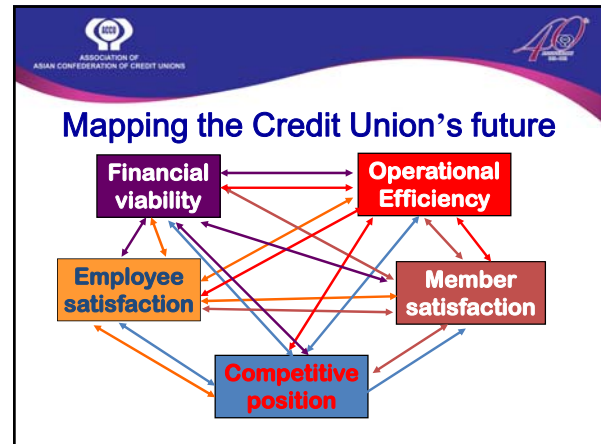 ACCU
ASSOCIATION OF
ASIAN CONFEDERATION OF CREDIT UNIONS
40
Mapping the Credit Union’s future
Financial
viability
Operational
Efficiency
Employee
satisfaction
Member
satisfaction
Competitive
position